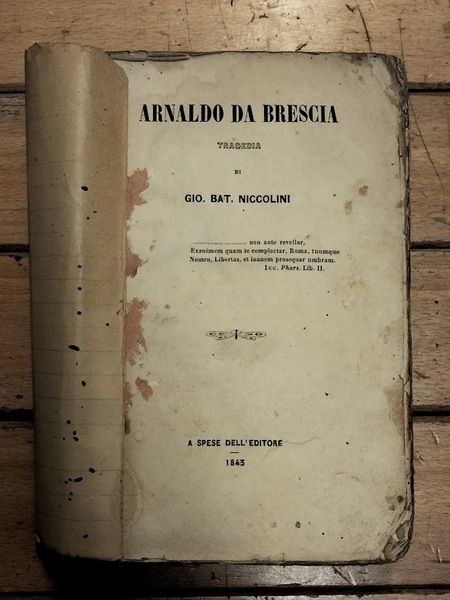 ARNALDO DA BRESCIA
TRAGEDIA
DI
GIO. BAT. NICCOLINI
..................... non ante revellar,
Exanimem quam te complectar, Roma, tuumque
Nomen, Libertas, et inanem prosequar umbram.
Luc. Phars. Lib. II.
A SPESE DELL'EDITORE
1843